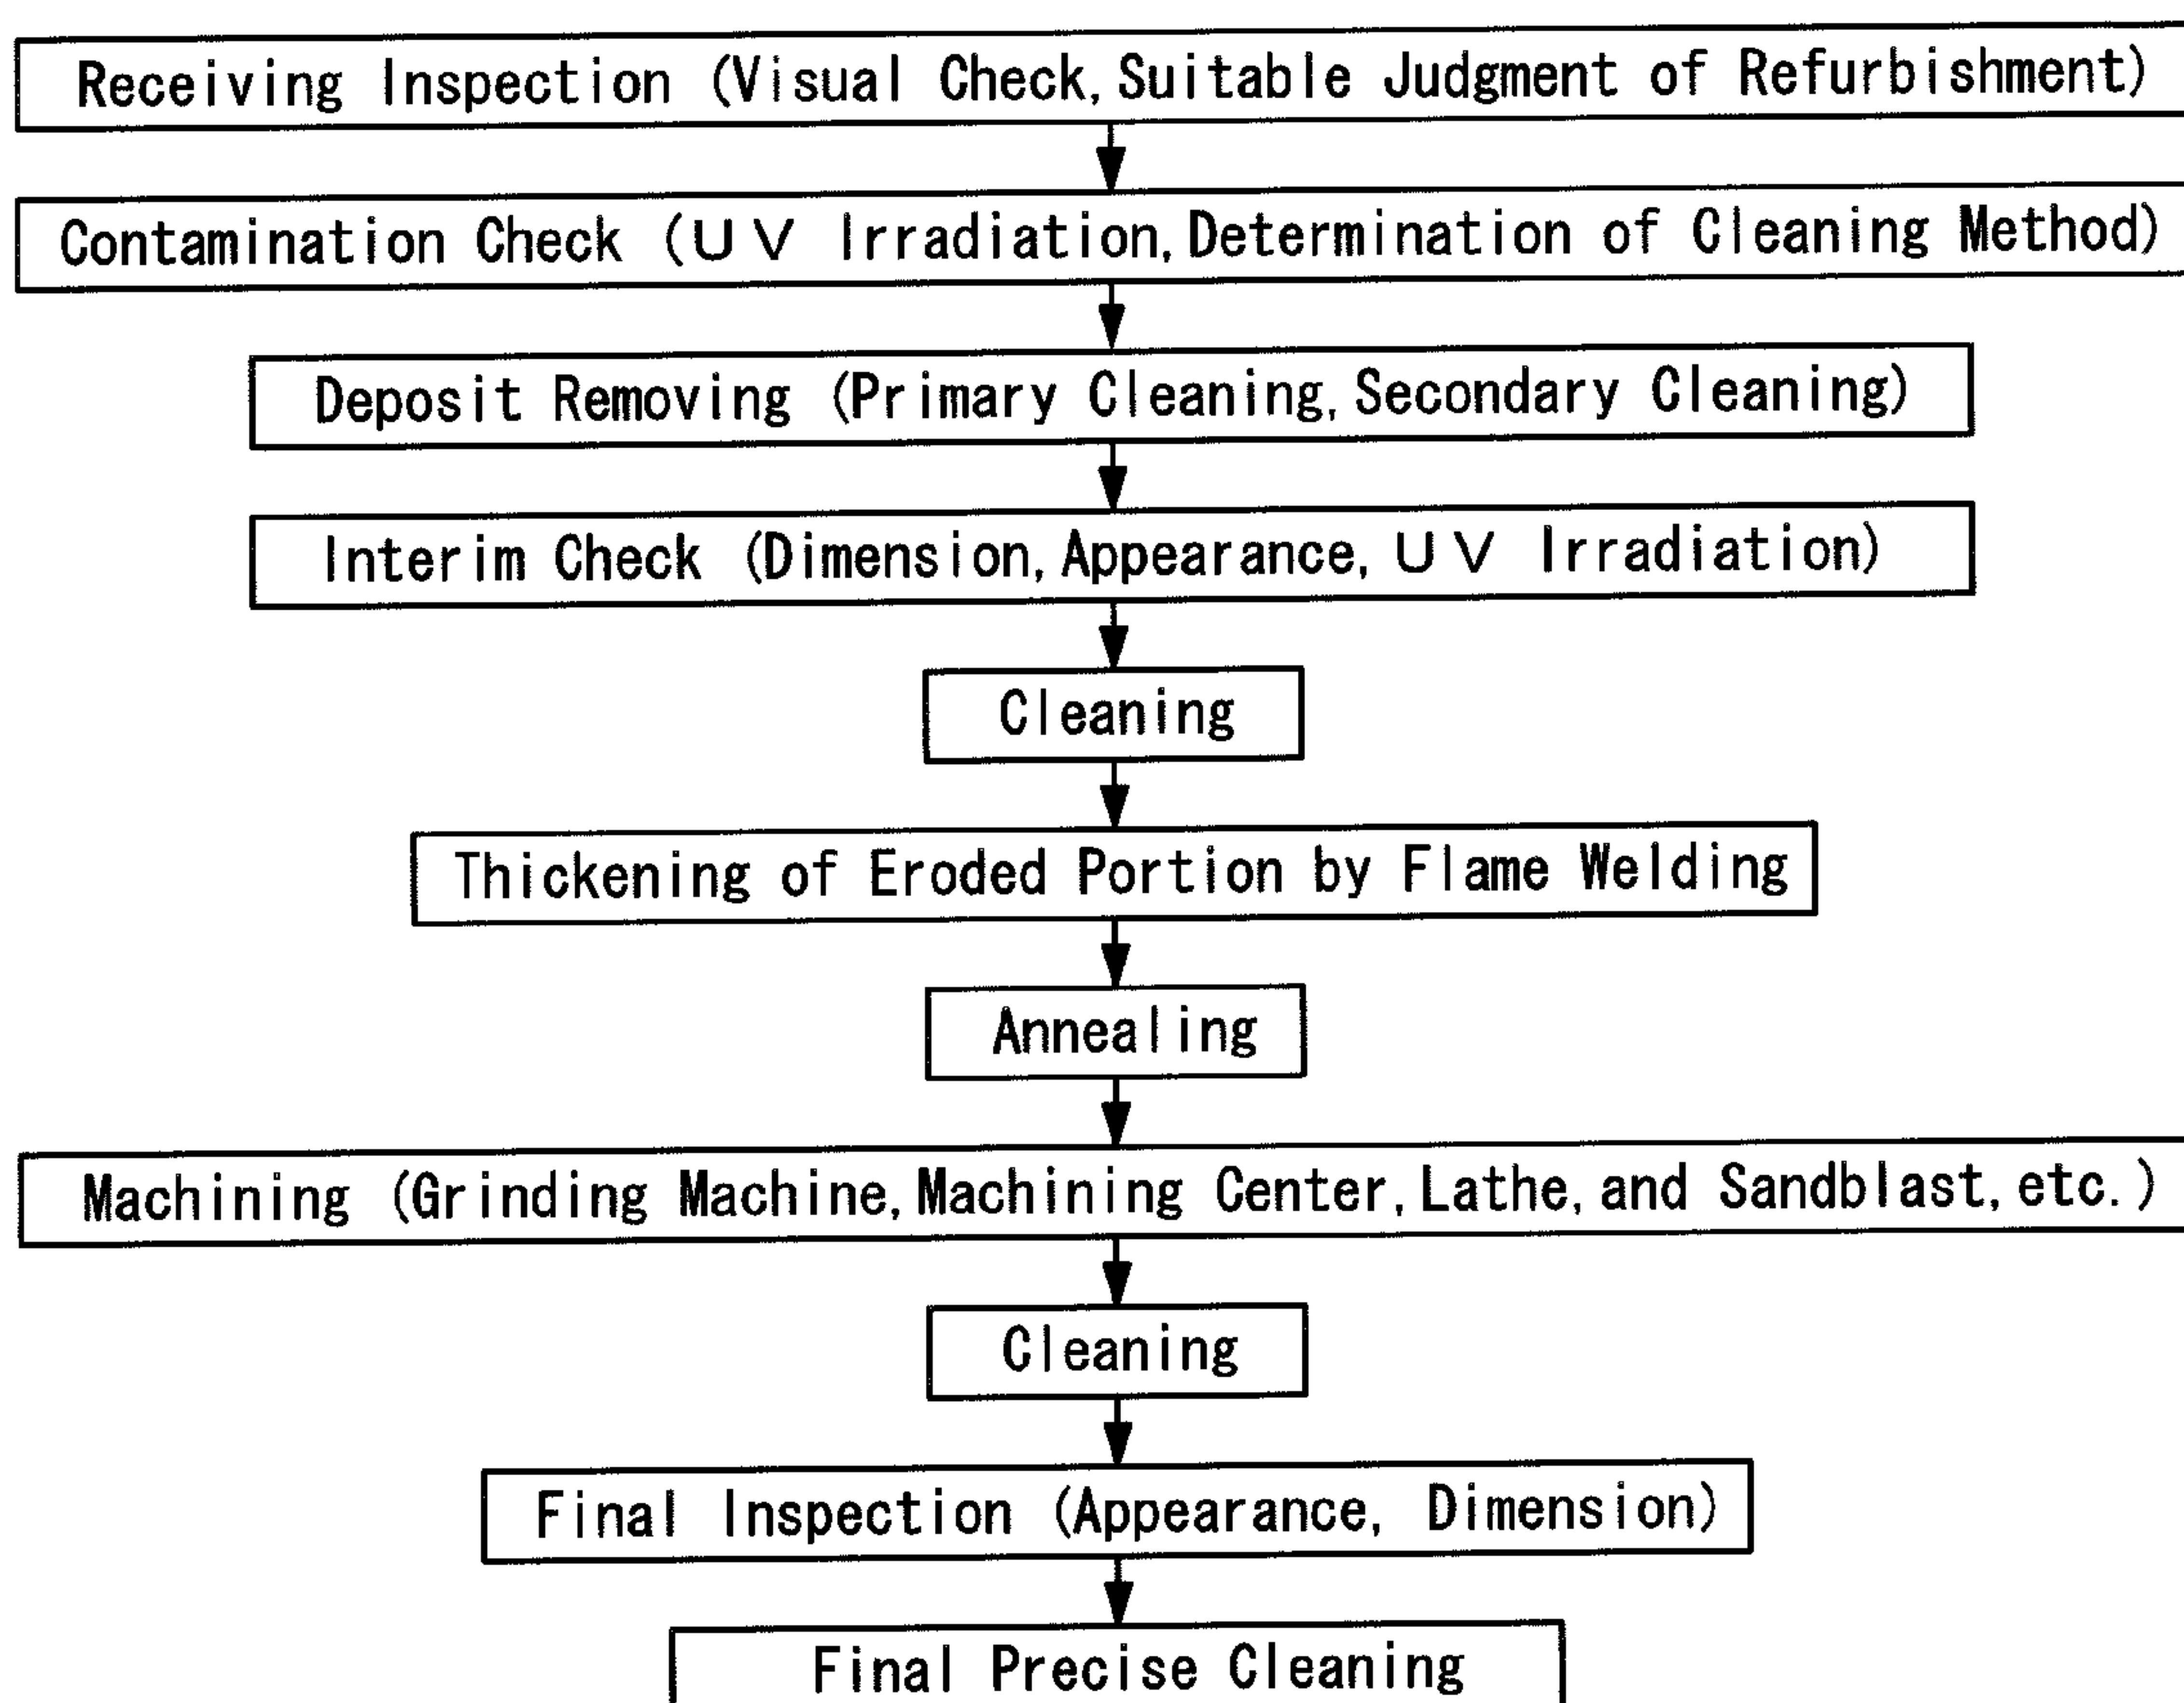 Receiving Inspection (Visual Check, Suitable Judgment of Refurbishment)
Contamination Check (UV Irradiation, Determination of Cleaning Method)
Deposit Removing (Primary Cleaning, Secondary Cleaning)
Interim Check (Dimension, Appearance, UV Irradiation)
Cleaning
Thickening of Eroded Portion by Flame Welding
Annealing
Machining (Grinding Machine, Machining Center, Lathe, and Sandblast, etc.)
Cleaning
Final Inspection (Appearance, Dimension)
Final Precise Cleaning